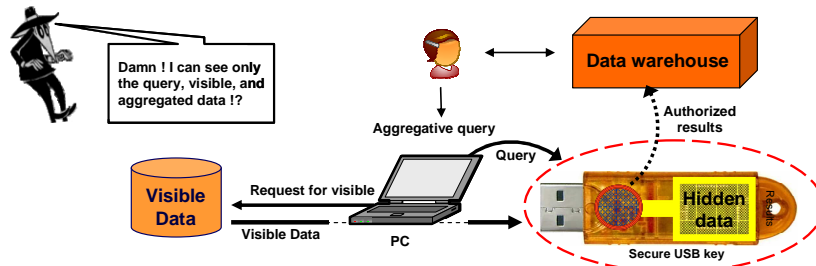 Damn ! I can see only
the query, visible, and
aggregated data !?
Data warehouse
Authorized
results
Aggregative query
Query
Visible
Data
Request for visible
Visible Data
PC
Hidden
data
Results
Secure USB key